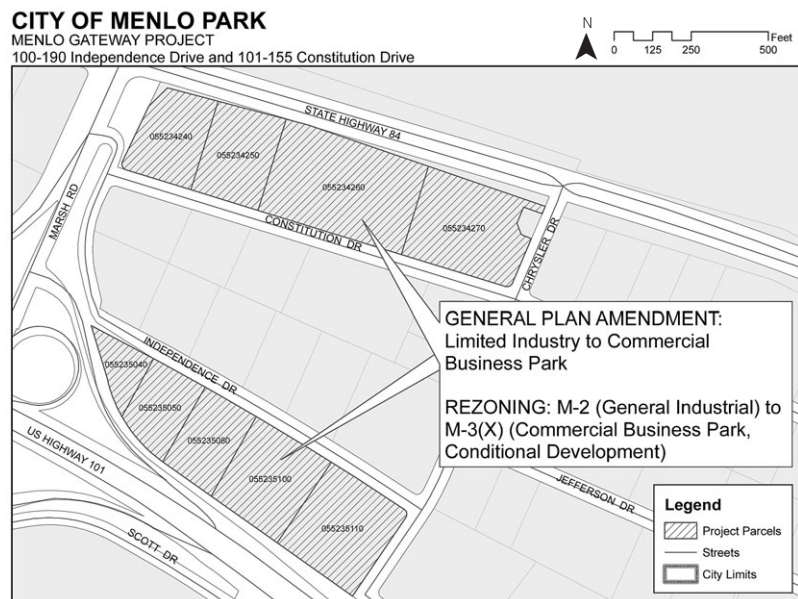 CITY OF MENLO PARK
MENLO GATEWAY PROJECT
100-190 Independence Drive and 101-155 Constitution Drive
N
Feet
0 125 250 500
STATE HIGHWAY 84
055234240
055234250
055234260
055234270
MARSH RD
CONSTITUTION DR
CHRYSLER DR
GENERAL PLAN AMENDMENT:
Limited Industry to Commercial
Business Park
REZONING: M-2 (General Industrial) to
M-3(X) (Commercial Business Park,
Conditional Development)
INDEPENDENCE DR
055235040
055235050
055235080
055235100
055235110
US HIGHWAY 101
SCOTT DR
JEFFERSON DR
Legend
Project Parcels
Streets
City Limits